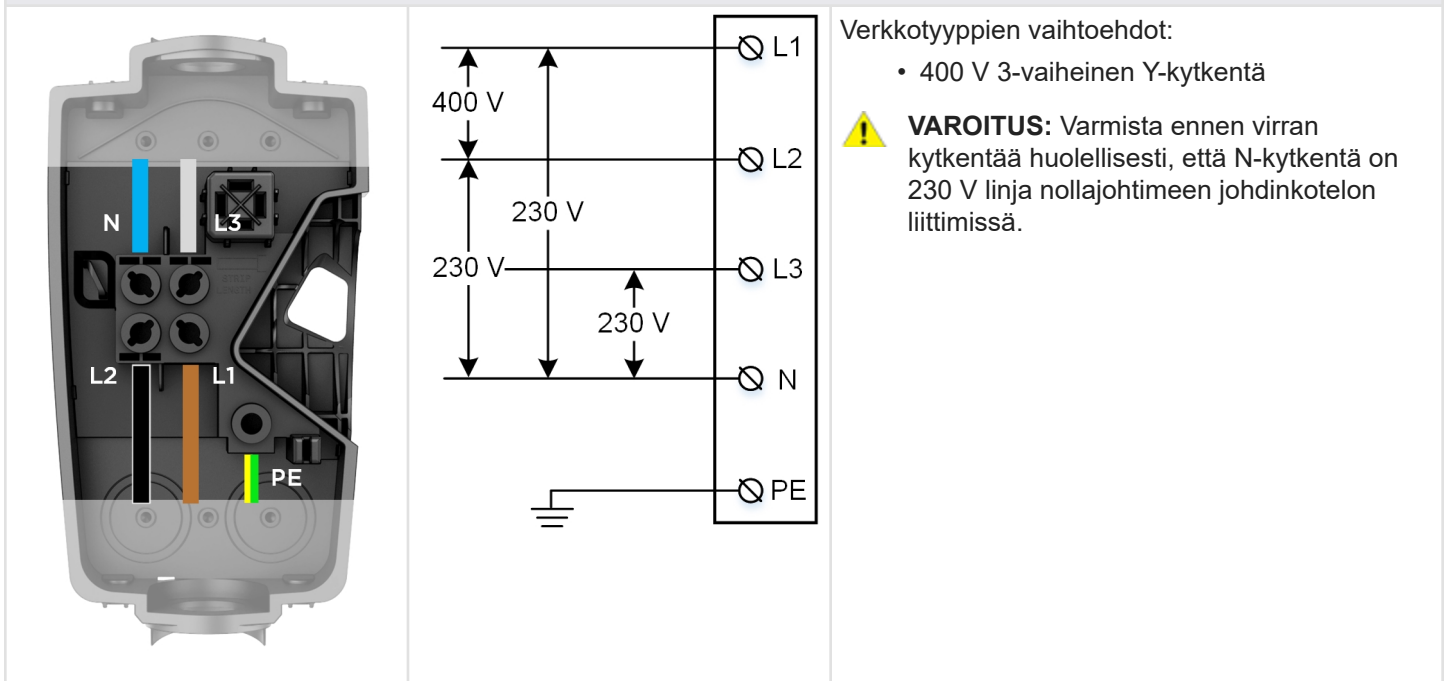 N
L3
L2
L1
PE
L1
400 V
L2
230 V
230 V
L3
230 V
N
PE
Verkkotyyppien vaihtoehdot:
• 400 V 3-vaiheinen Y-kytkentä
VAROITUS: Varmista ennen virran
kytkentää huolellisesti, että N-kytkentä on
230 V linja nollajohtimeen johdinkotelon
liittimissä.